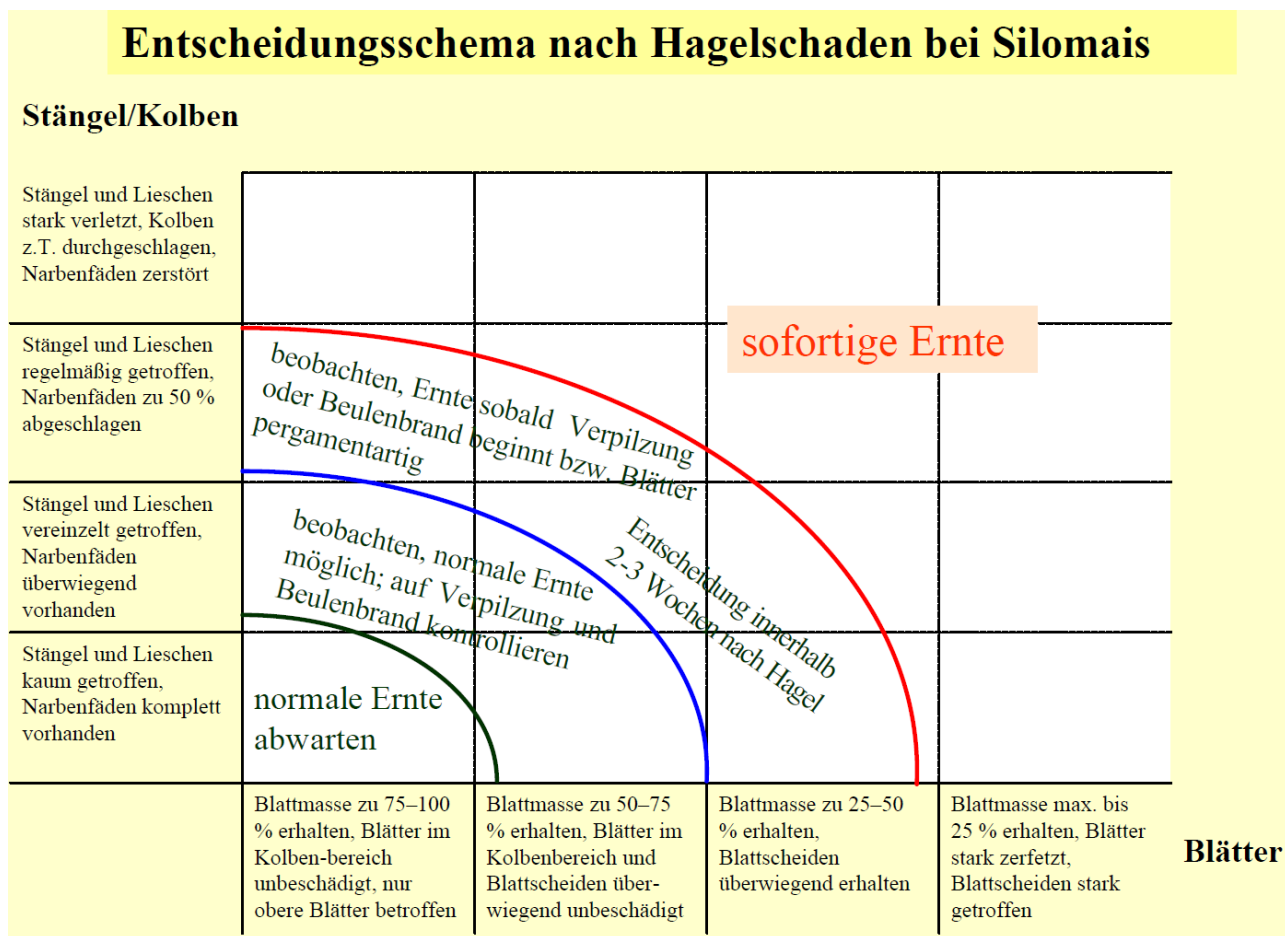 Entscheidungsschema nach Hagelschaden bei Silomais
Stängel/Kolben
Stängel und Lieschen
stark verletzt, Kolben
z.T. durchgeschlagen,
Narbenfäden zerstört
sofortige Ernte
Stängel und Lieschen
regelmäßig getroffen,
Narbenfäden zu 50 %
abgeschlagen
beobachten, Ernte sobald Verpilzung
oder Beulenbrand beginnt bzw. Blätter
pergamentartig
Stängel und Lieschen
vereinzelt getroffen,
Narbenfäden
überwiegend
vorhanden
beobachten, normale Ernte
möglich; auf Verpilzung und
Beulenbrand kontrollieren
Entscheidung innerhalb
2-3 Wochen nach Hagel
Stängel und Lieschen
kaum getroffen,
Narbenfäden komplett
vorhanden
normale Ernte
abwarten
Blattmasse zu 75–100
% erhalten, Blätter im
Kolben-bereich
unbeschädigt, nur
obere Blätter betroffen
Blattmasse zu 50–75
% erhalten, Blätter im
Kolbenbereich und
Blattscheiden über-
wiegend unbeschädigt
Blattmasse zu 25–50
% erhalten,
Blattscheiden
überwiegend erhalten
Blattmasse max. bis
25 % erhalten, Blätter
stark zerfetzt,
Blattscheiden stark
getroffen
Blätter